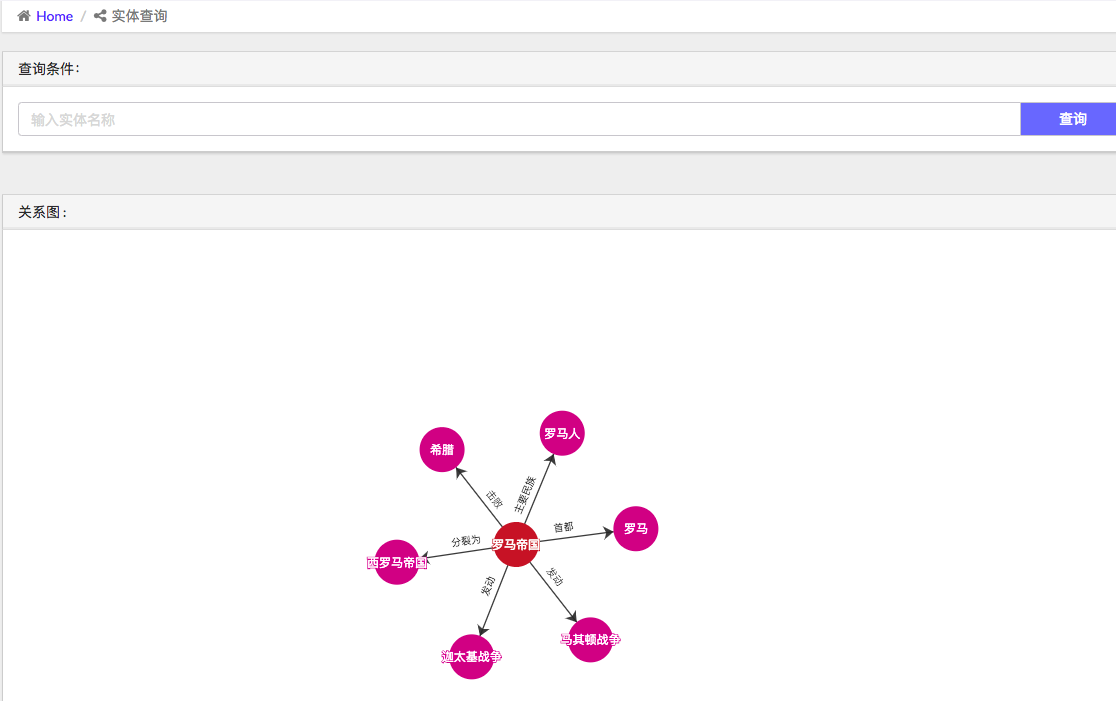 Home / 实体查询
查询条件：
输入实体名称
查询
关系图：
罗马人
希腊
主要民族
击败
罗马
首都
分裂为
罗马帝国
西罗马帝国
发动
发动
马其顿战争
迦太基战争